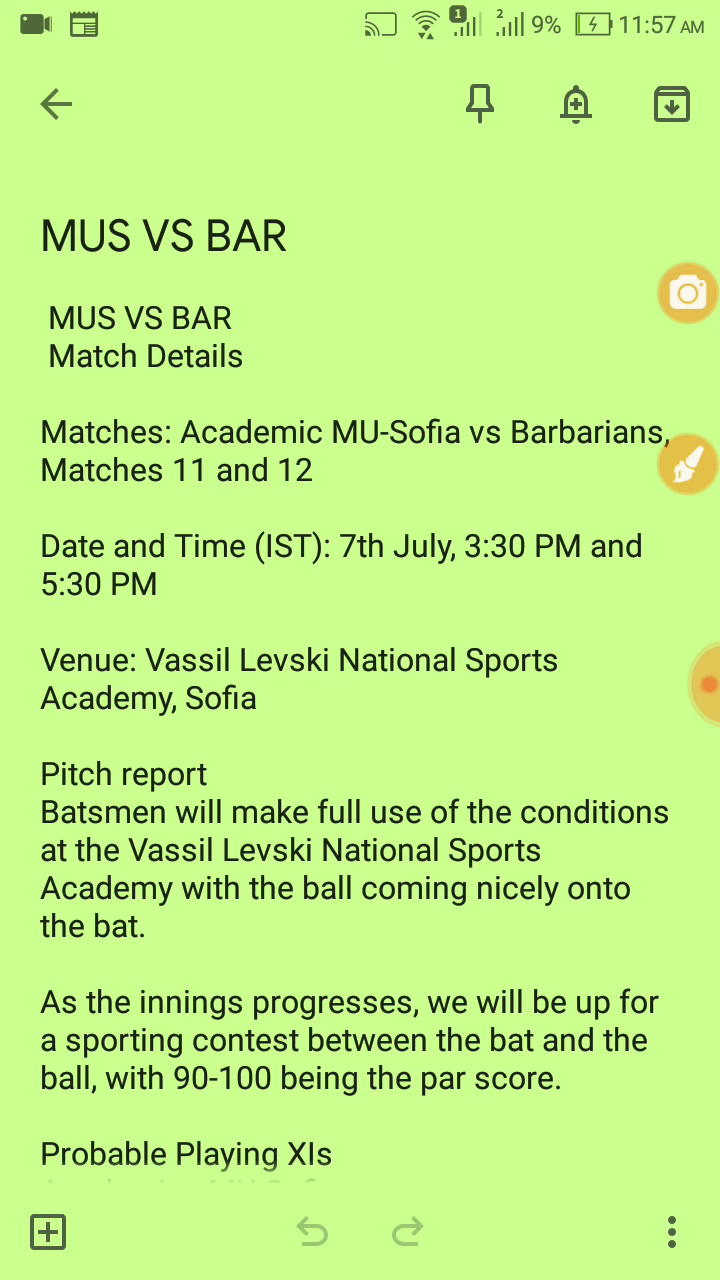 1 2 9% 11:57 AM
MUS VS BAR
MUS VS BAR
Match Details
Matches: Academic MU-Sofia vs Barbarians,
Matches 11 and 12
Date and Time (IST): 7th July, 3:30 PM and
5:30 PM
Venue: Vassil Levski National Sports
Academy, Sofia
Pitch report
Batsmen will make full use of the conditions
at the Vassil Levski National Sports
Academy with the ball coming nicely onto
the bat.
As the innings progresses, we will be up for
a sporting contest between the bat and the
ball, with 90-100 being the par score.
Probable Playing XIs